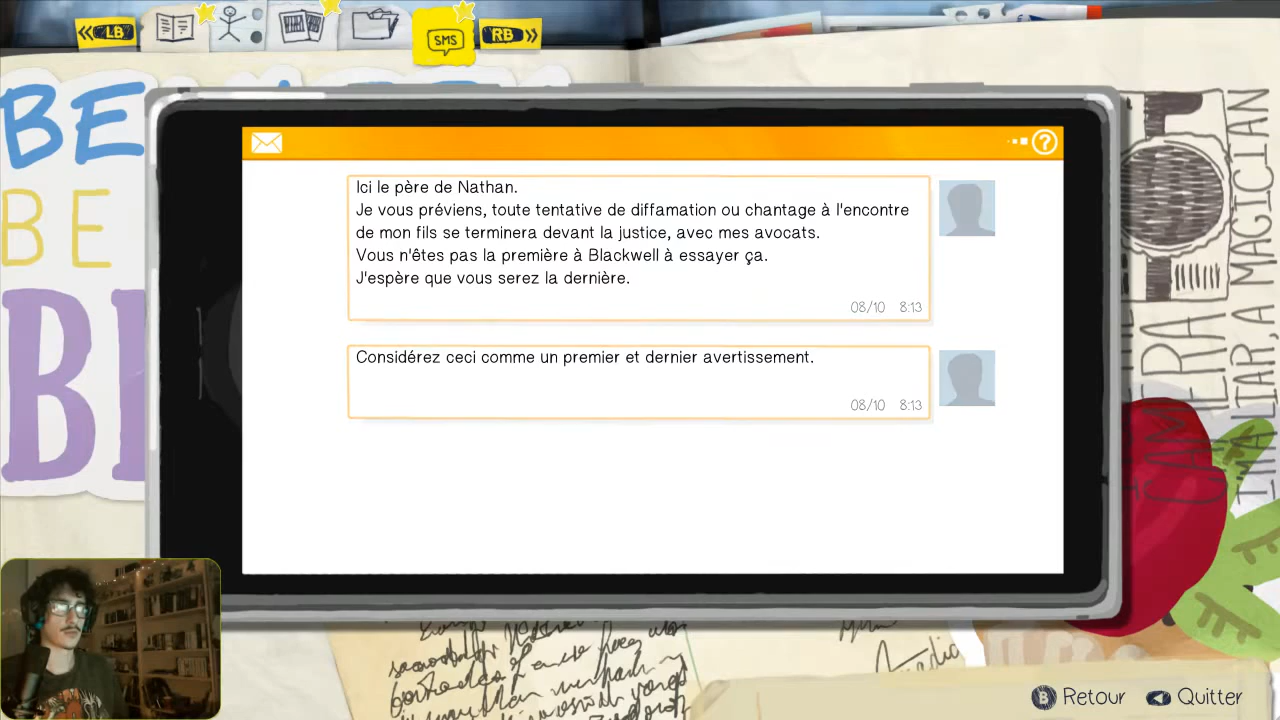 LB
SMS
RB
BE
BE
Ici le père de Nathan.
Je vous préviens, toute tentative de diffamation ou chantage à l'encontre
de mon fils se terminera devant la justice, avec mes avocats.
Vous n'êtes pas la première à Blackwell à essayer ça.
J'espère que vous serez la dernière.
08/10 8:13
Considérez ceci comme un premier et dernier avertissement.
08/10 8:13
CAMERA
IMA LIAR, A MAGICIAN
B Retour
Quitter